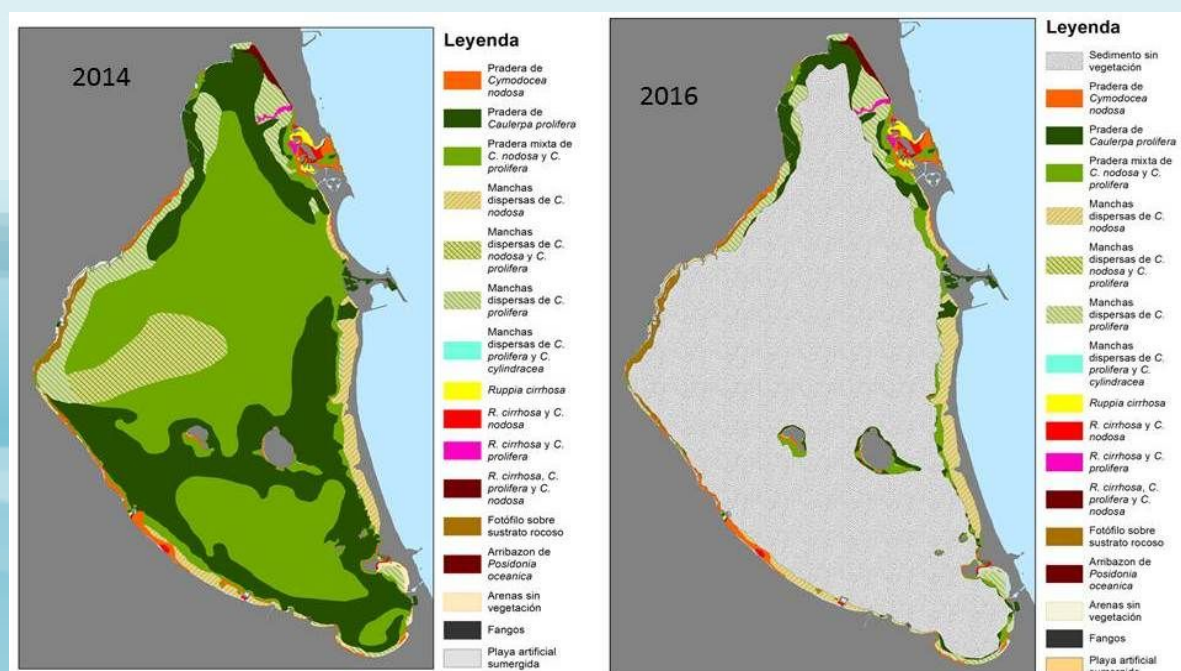 2014
Leyenda
Pradera de
Cymodocea
nodosa
Pradera de
Caulerpa prolifera
Pradera mixta de
C. nodosa y C.
prolifera
Manchas
dispersas de C.
nodosa
Manchas
dispersas de C.
nodosa y C.
prolifera
Manchas
dispersas de C.
prolifera
Manchas
dispersas de C.
prolifera y C.
cylindracea
Ruppia cirrhosa
R. cirrhosa y C.
nodosa
R. cirrhosa y C.
prolifera
R. cirrhosa, C.
prolifera y C.
nodosa
Fotófilo sobre
sustrato rocoso
Arribazon de
Posidonia
oceanica
Arenas sin
vegetación
Fangos
Playa artificial
sumergida
2016
Leyenda
Sedimento sin
vegetación
Pradera de
Cymodocea
nodosa
Pradera de
Caulerpa prolifera
Pradera mixta de
C. nodosa y C.
prolifera
Manchas
dispersas de C.
nodosa
Manchas
dispersas de C.
nodosa y C.
prolifera
Manchas
dispersas de C.
prolifera
Manchas
dispersas de C.
prolifera y C.
cylindracea
Ruppia cirrhosa
R. cirrhosa y C.
nodosa
R. cirrhosa y C.
prolifera
R. cirrhosa, C.
prolifera y C.
nodosa
Fotófilo sobre
sustrato rocoso
Arribazon de
Posidonia
oceanica
Arenas sin
vegetación
Fangos
Playa artificial
sumergida